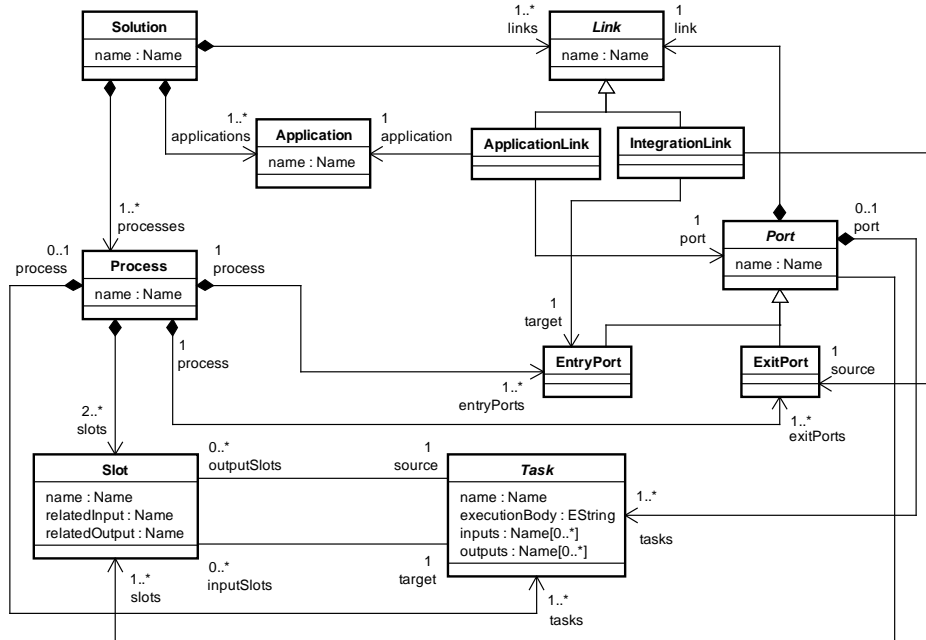 Solution
name : Name
1..*
links
Link
name : Name
1
link
1..*
applications
Application
name : Name
1
application
ApplicationLink
IntegrationLink
1..*
processes
0..1
process
Process
name : Name
1
process
1
port
Port
name : Name
0..1
port
1
target
1
process
EntryPort
1..*
entryPorts
ExitPort
1
source
1..*
exitPorts
2..*
slots
0..*
outputSlots
1
source
Slot
name : Name
relatedInput : Name
relatedOutput : Name
Task
name : Name
executionBody : EString
inputs : Name[0..*]
outputs : Name[0..*]
1..*
tasks
0..*
inputSlots
1
target
1..*
slots
1..*
tasks